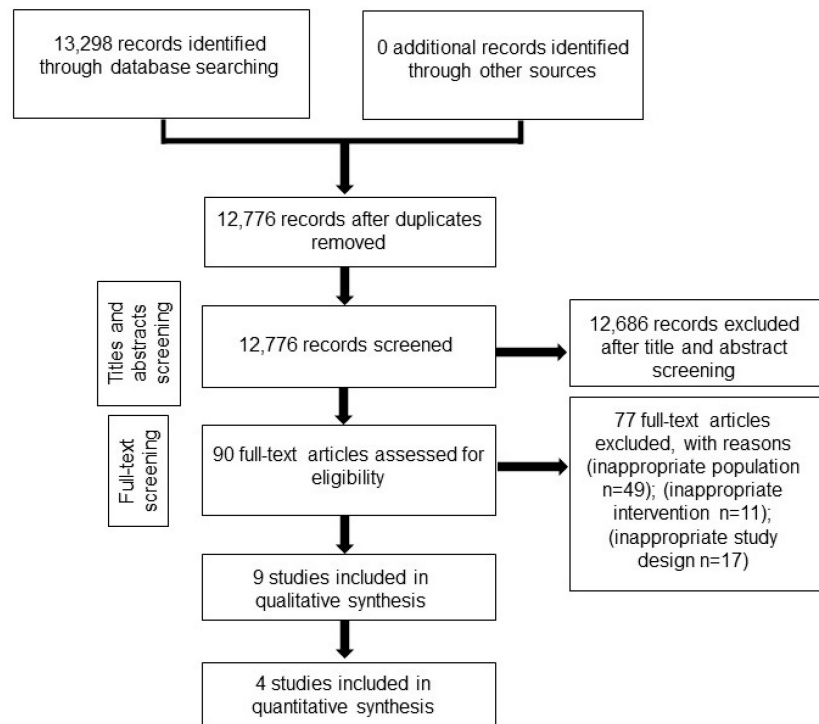 13,298 records identified
through database searching
0 additional records identified
through other sources
12,776 records after duplicates
removed
Titles and
abstracts
screening
12,776 records screened
12,686 records excluded
after title and abstract
screening
Full-text
screening
90 full-text articles assessed for
eligibility
77 full-text articles
excluded, with reasons
(inappropriate population
n=49); (inappropriate
intervention n=11);
(inappropriate study
design n=17)
9 studies included in
qualitative synthesis
4 studies included in
quantitative synthesis